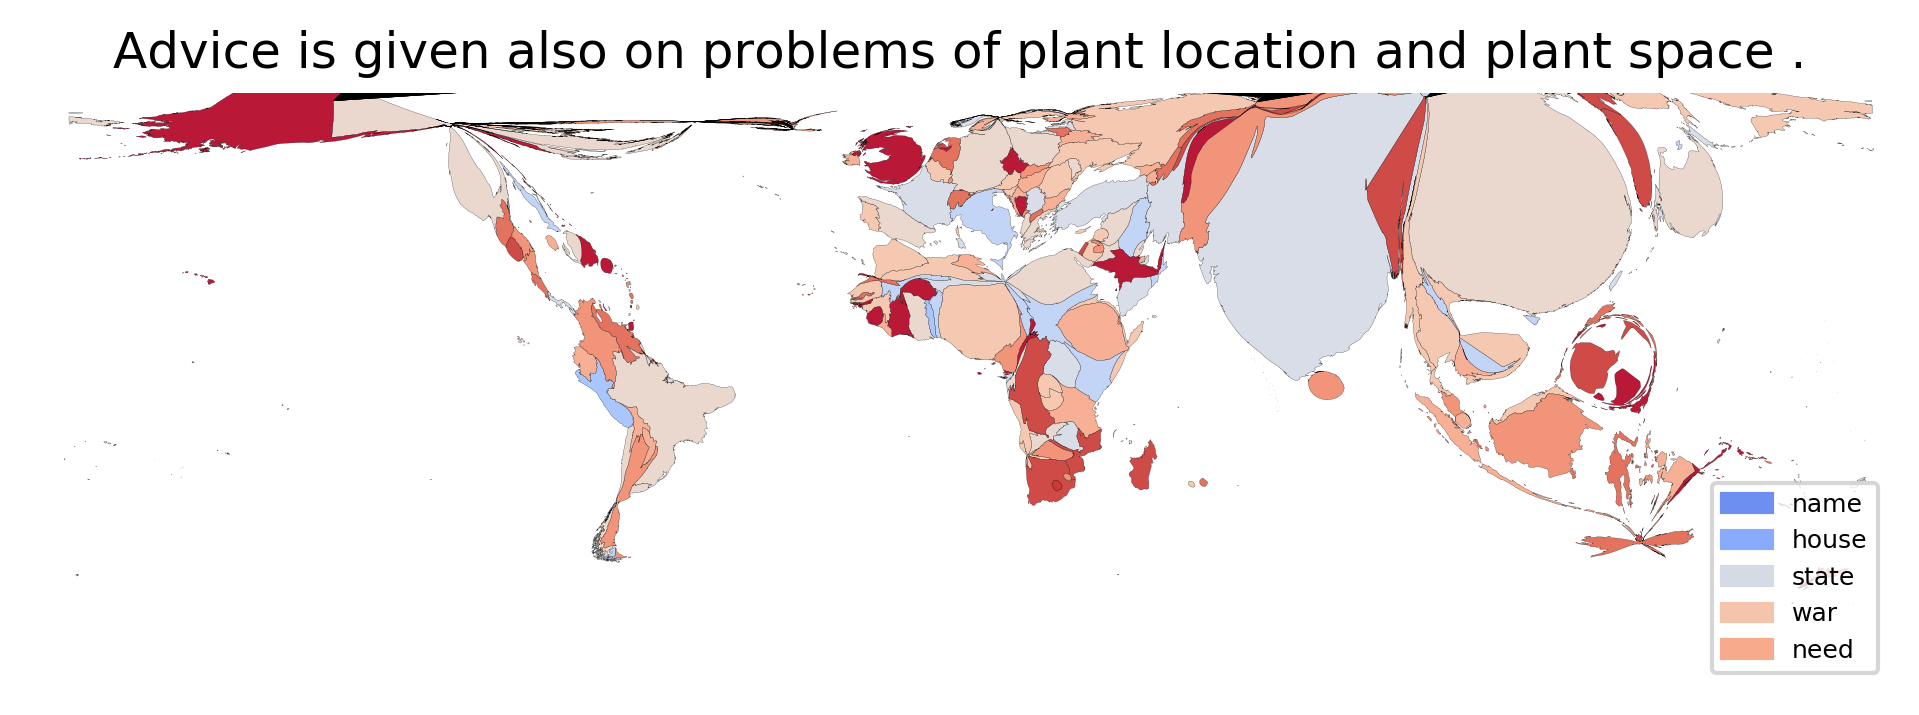 Advice is given also on problems of plant location and plant space .
name
house
state
war
need